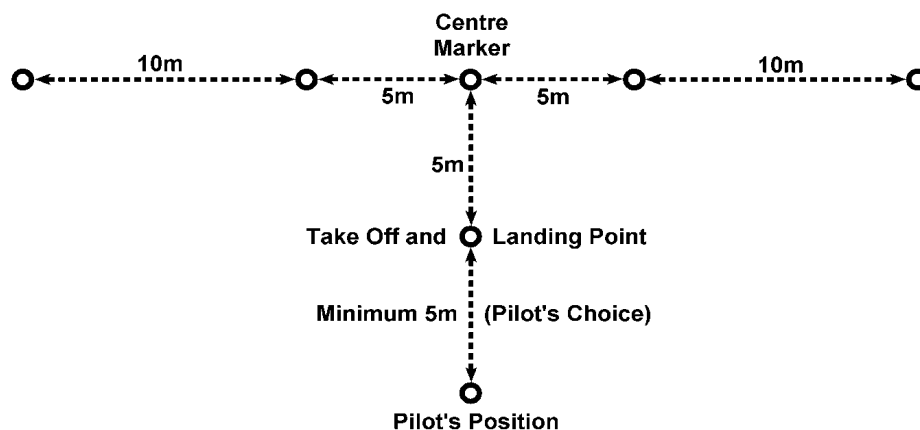 Centre
Marker
10m
10m
5m
5m
5m
Take Off and Landing Point
Minimum 5m (Pilot's Choice)
Pilot's Position